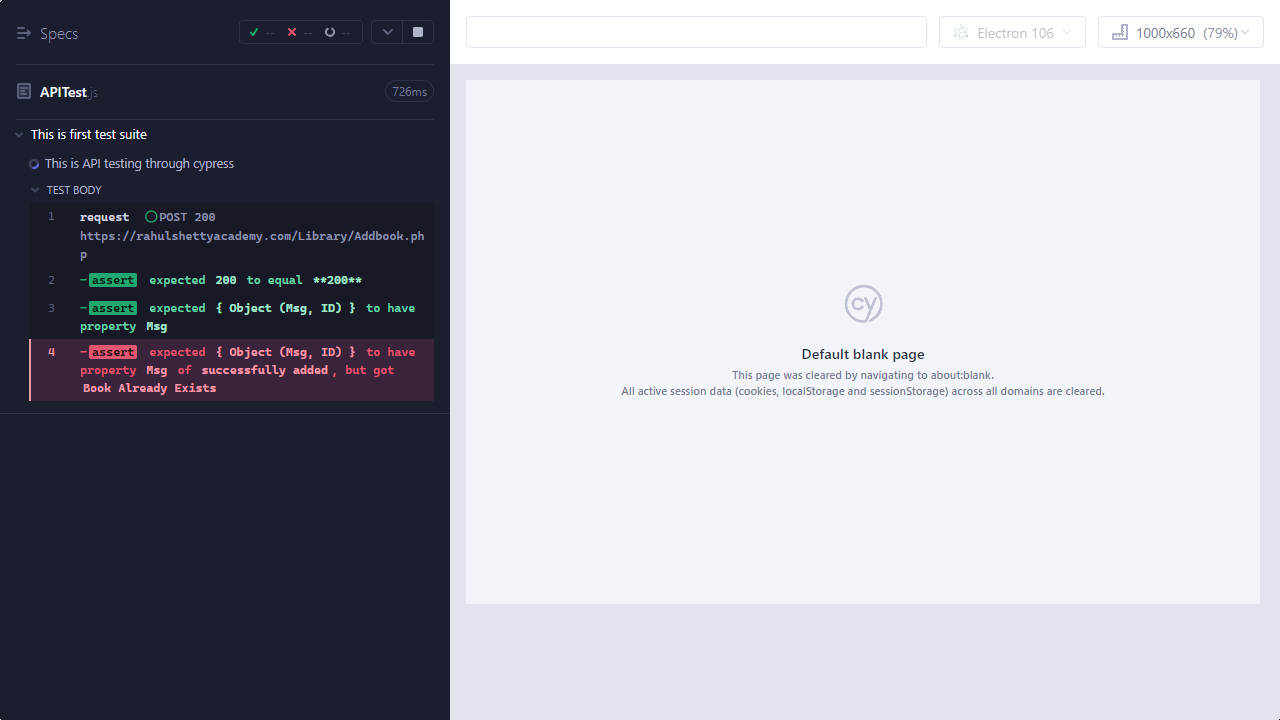 Specs
-- -- --
Electron 106
1000x660 (79%)
APITest.js
726ms
This is first test suite
This is API testing through cypress
TEST BODY
1 request POST 200
https://rahulshettyacademy.com/Library/Addbook.ph
p
2 -assert expected 200 to equal **200**
3 -assert expected { Object (Msg, ID) } to have
property Msg
4 -assert expected { Object (Msg, ID) } to have
property Msg of successfully added, but got
Book Already Exists
cy
Default blank page
This page was cleared by navigating to about:blank.
All active session data (cookies, localStorage and sessionStorage) across all domains are cleared.